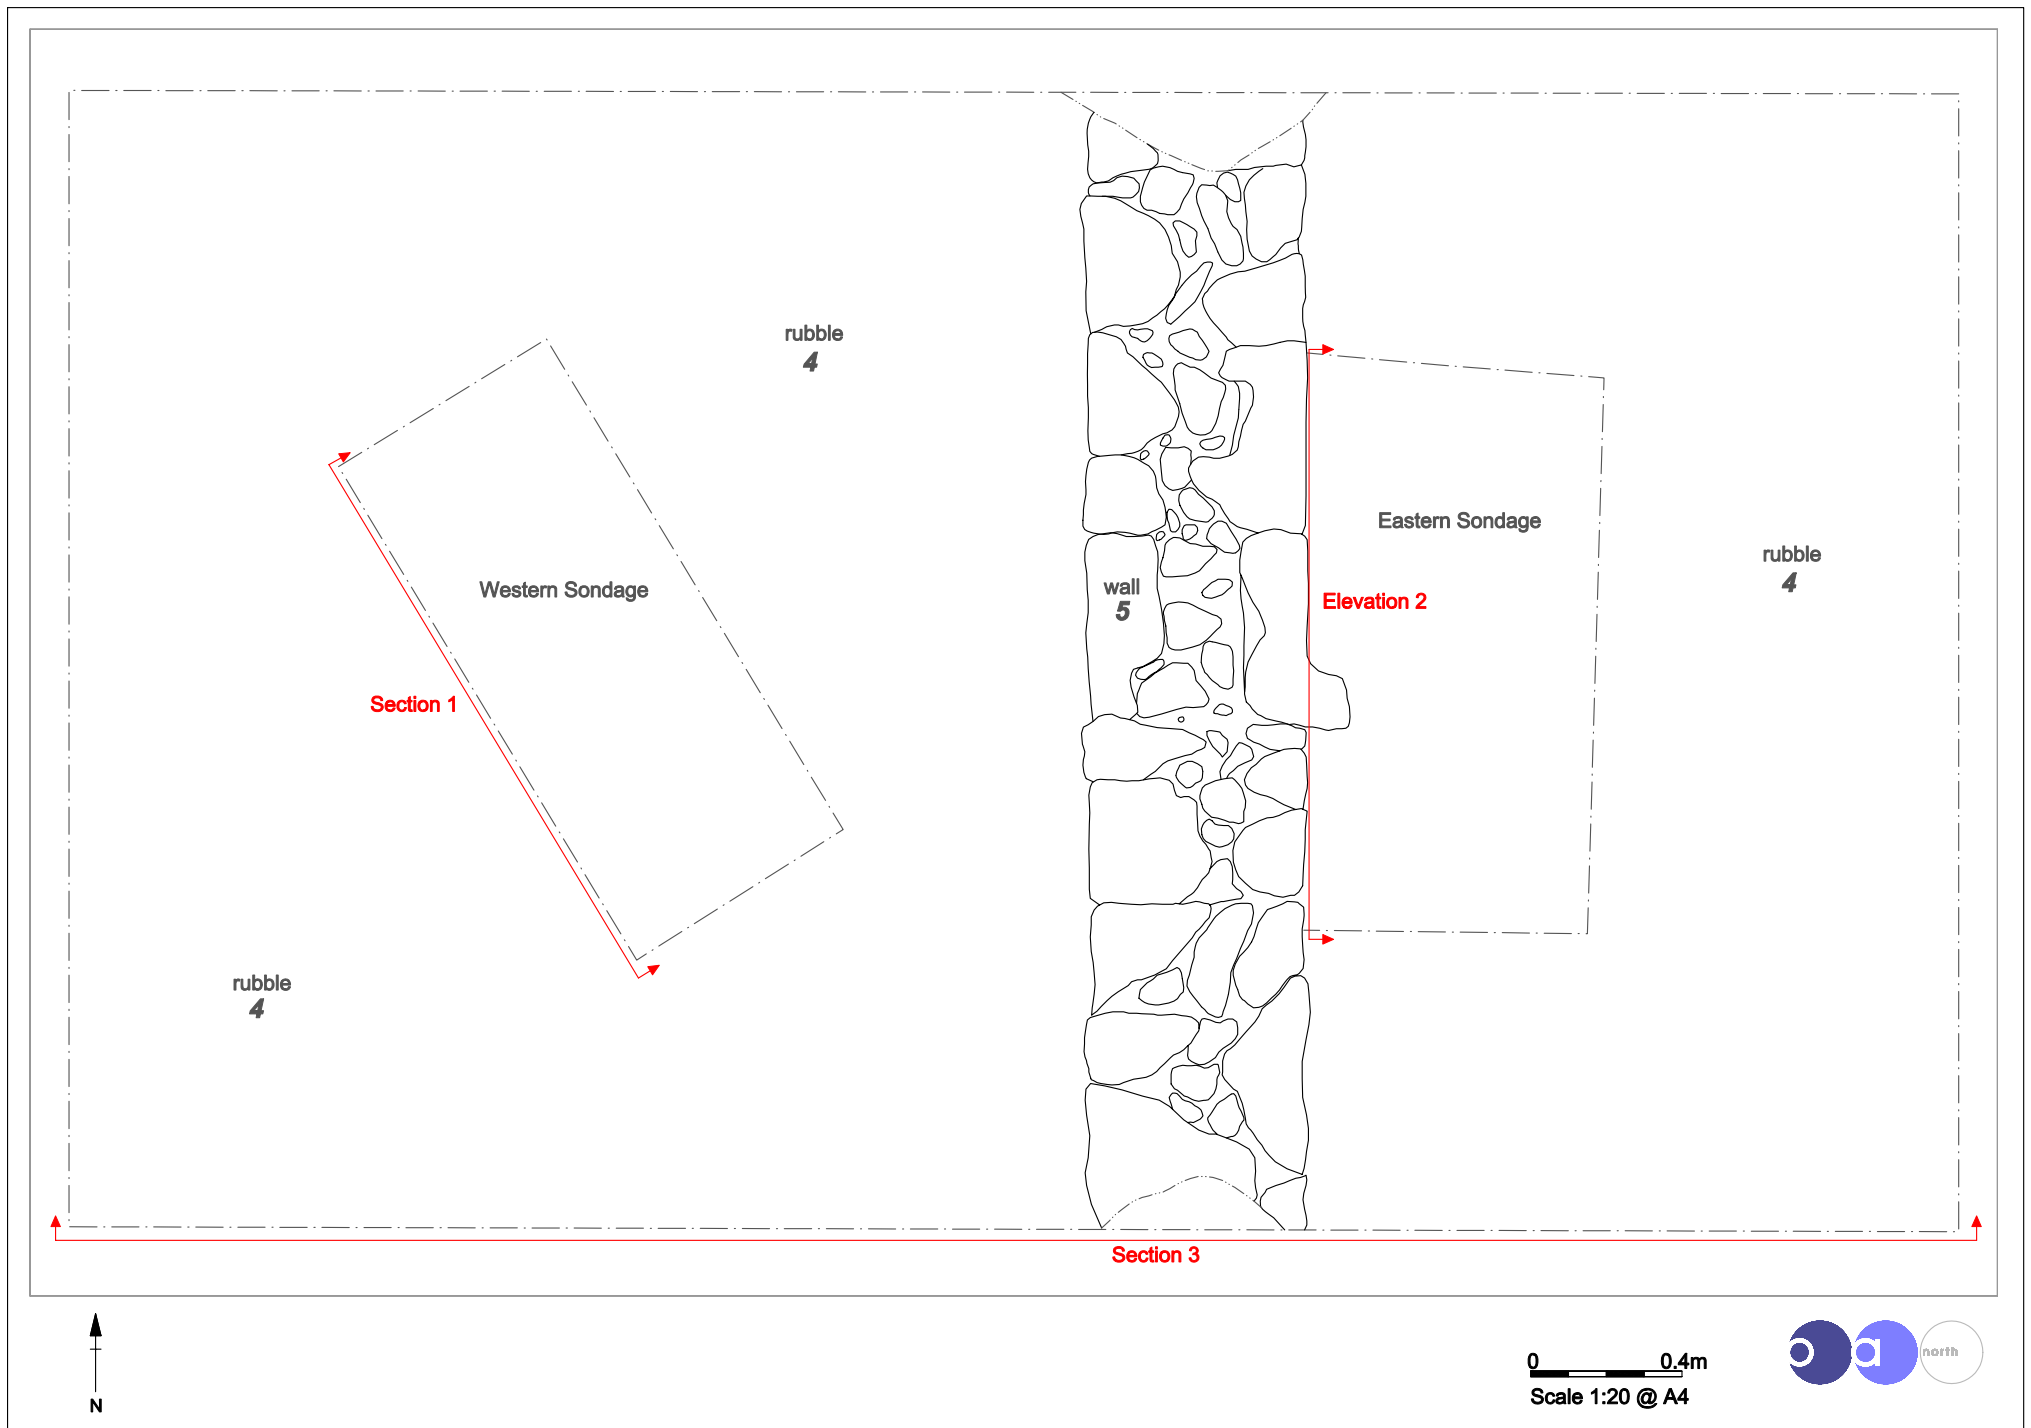 rubble
4
Eastern Sondage
rubble
4
Western Sondage
wall
5
Elevation 2
Section 1
rubble
4
Section 3
N
0 0.4m
Scale 1:20 @ A4
oa north